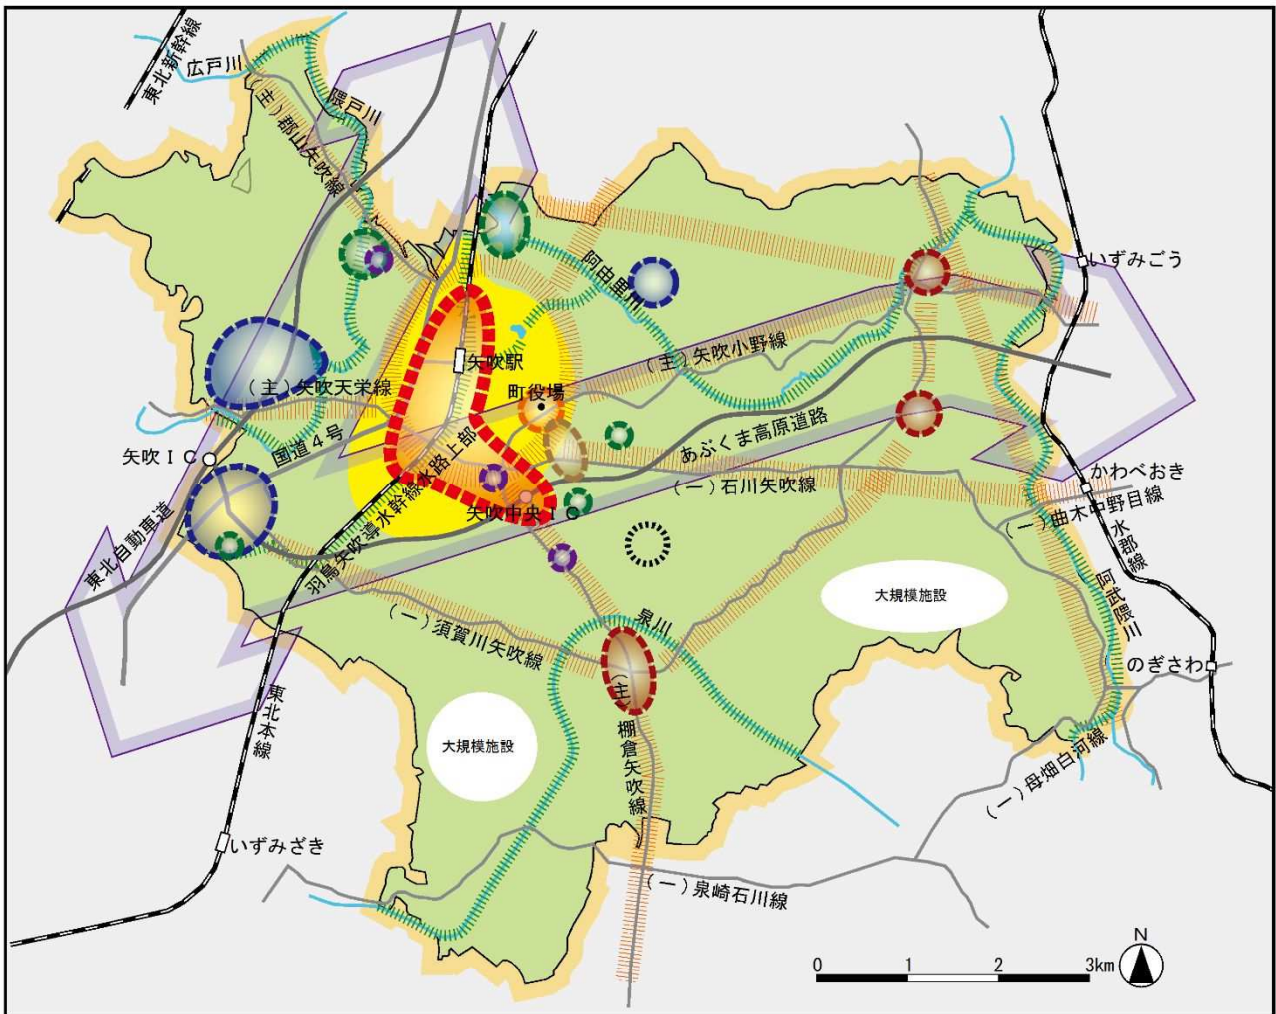 東北新幹線
広戸川
隈戸川
(主)郡山矢吹線
いずみごう
阿由里川
矢吹駅
(主)矢吹小野線
(主)矢吹天栄線
町役場
国道4号
あぶくま高原道路
矢吹IC
(一)石川矢吹線
かわべおき
(一)曲木中野目線
矢吹中央IC
羽鳥矢吹導水幹線水路上部
東北自動車道
水郡線
大規模施設
阿武隈川
(一)須賀川矢吹線
泉川
のぎさわ
東北本線
大規模施設
(主)棚倉矢吹線
(一)母畑白河線
いずみざき
(一)泉崎石川線
N
0 1 2 3km